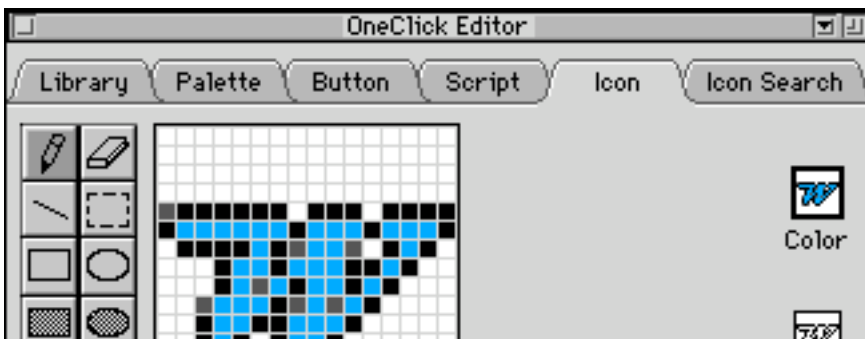 OneClick Editor
Library Palette Button Script Icon Icon Search
Color